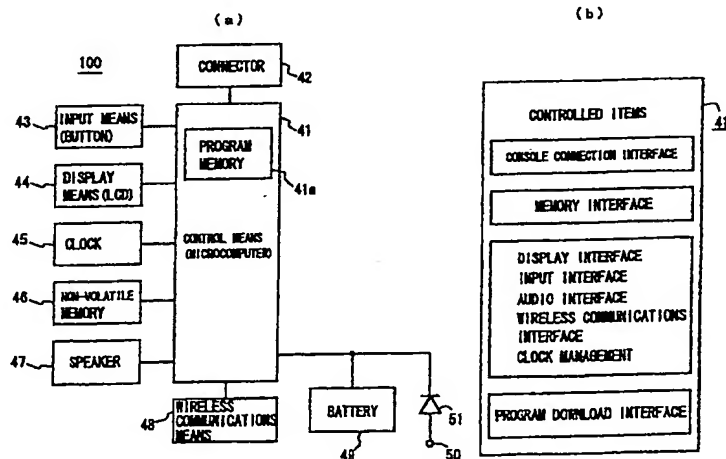 (a)
100
CONNECTOR
42
43
INPUT MEANS
(BUTTON)
41
PROGRAM
MEMORY
41a
44
DISPLAY
MEANS(LCD)
45
CLOCK
CONTROL MEANS
(MICROCOMPUTER)
46
NON-VOLATILE
MEMORY
47
SPEAKER
48
WIRELESS
COMMUNICATIONS
MEANS
BATTERY
49
51
50
(b)
41
CONTROLLED ITEMS
CONSOLE CONNECTION INTERFACE
MEMORY INTERFACE
DISPLAY INTERFACE
INPUT INTERFACE
AUDIO INTERFACE
WIRELESS COMMUNICATIONS
INTERFACE
CLOCK MANAGEMENT
PROGRAM DOWNLOAD INTERFACE